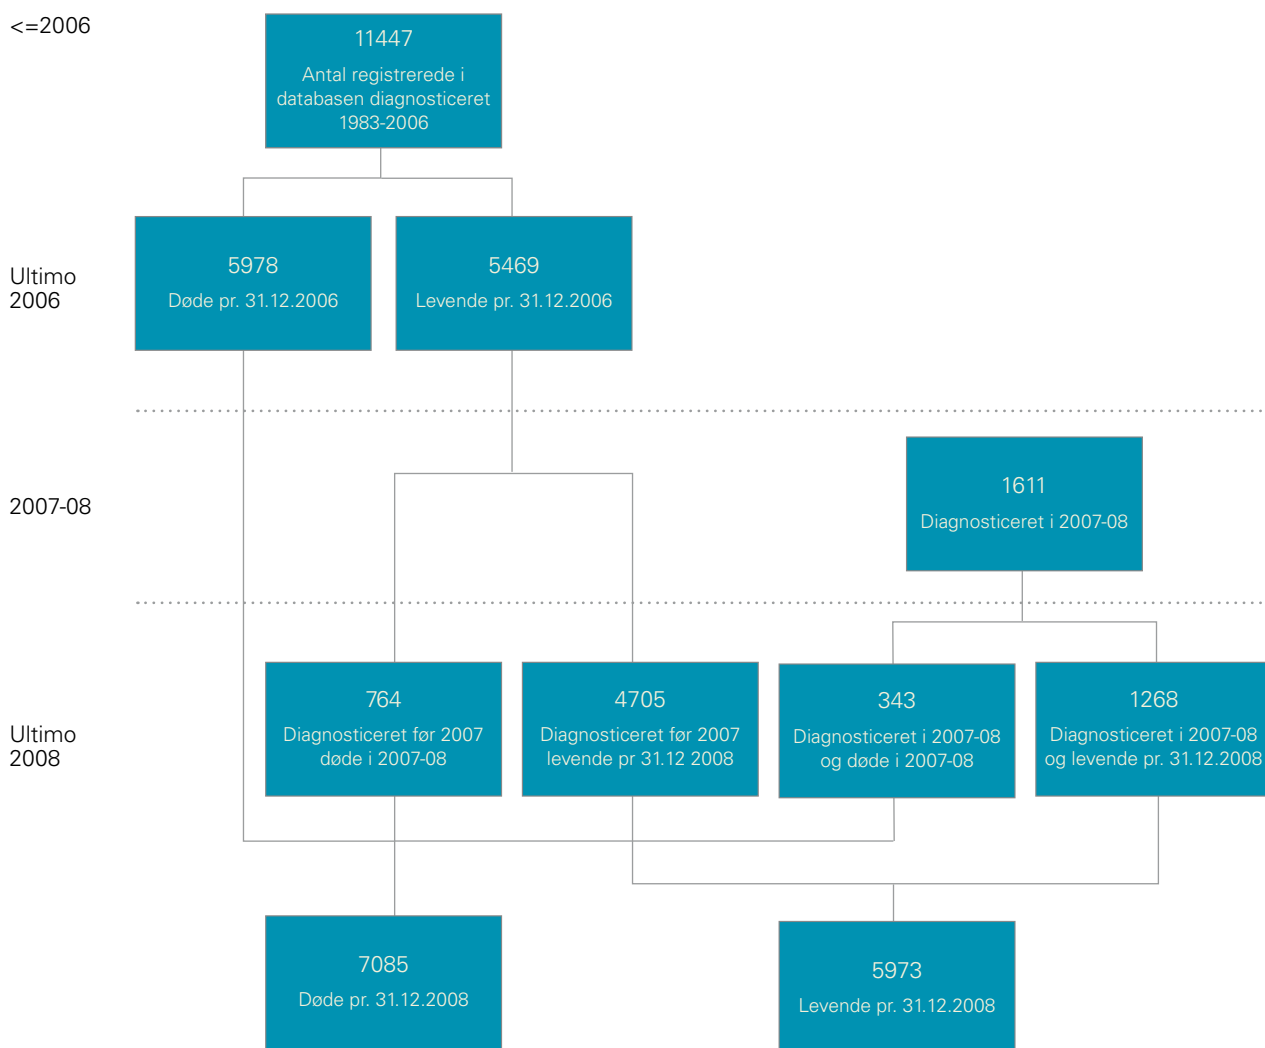 <=2006
11447
Antal registrerede i
databasen diagnosticeret
1983-2006
Ultimo
2006
5978
Døde pr. 31.12.2006
5469
Levende pr. 31.12.2006
2007-08
1611
Diagnosticeret i 2007-08
Ultimo
2008
764
Diagnosticeret før 2007
døde i 2007-08
4705
Diagnosticeret før 2007
levende pr 31.12 2008
343
Diagnosticeret i 2007-08
og døde i 2007-08
1268
Diagnosticeret i 2007-08
og levende pr. 31.12.2008
7085
Døde pr. 31.12.2008
5973
Levende pr. 31.12.2008